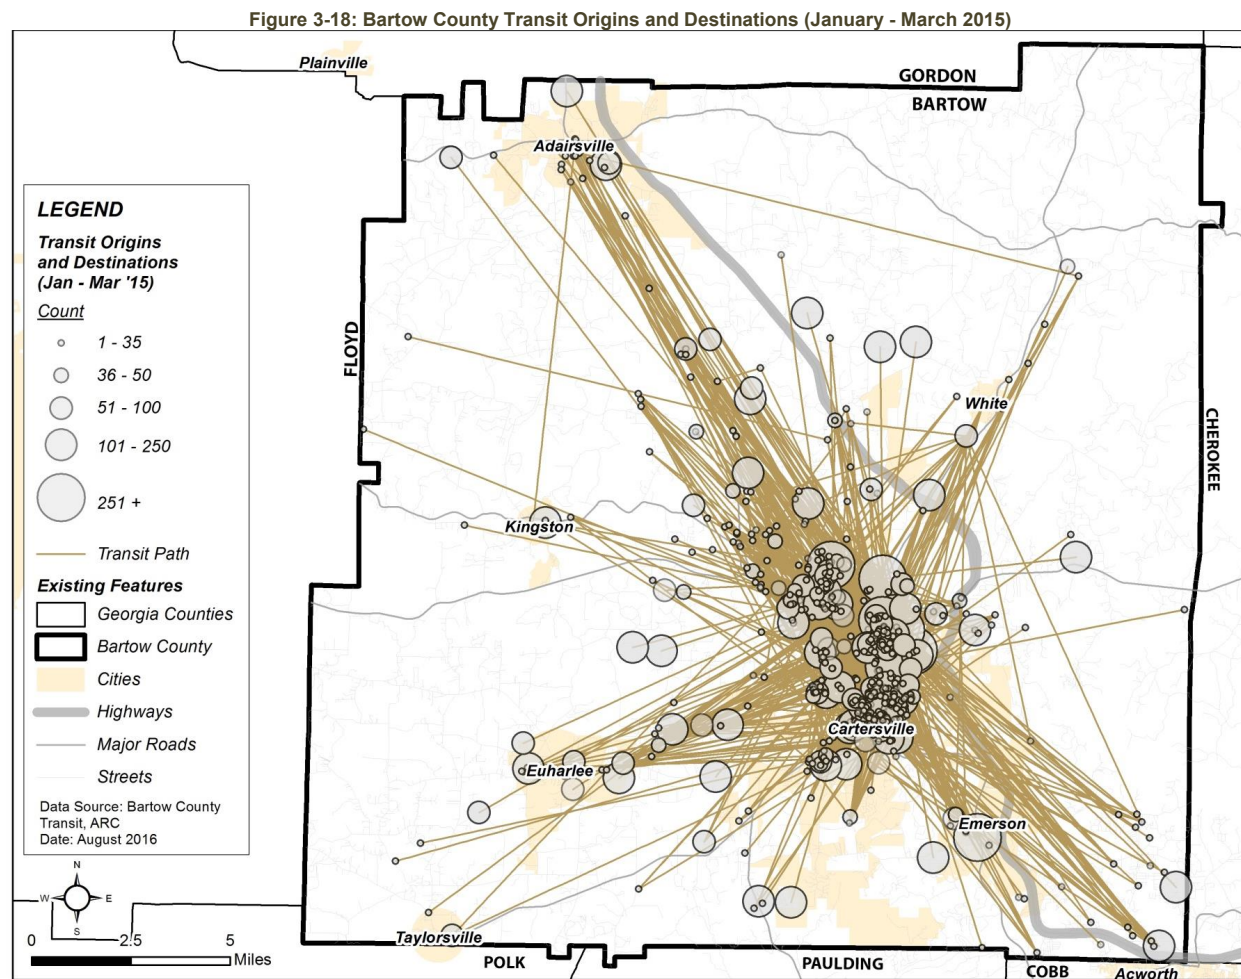 Figure 3-18: Bartow County Transit Origins and Destinations (January - March 2015)
Plainville
GORDON
BARTOW
Adairsville
LEGEND
Transit Origins
and Destinations
(Jan - Mar '15)
Count
1 - 35
36 - 50
51 - 100
101 - 250
251 +
Transit Path
Existing Features
Georgia Counties
Bartow County
Cities
Highways
Major Roads
Streets
Data Source: Bartow County
Transit, ARC
Date: August 2016
FLOYD
White
CHEROKEE
Kingston
Cartersville
Euharlee
Emerson
N
W
E
S
0
2.5
5
Miles
Taylorsville
POLK
PAULDING
COBB
Acworth